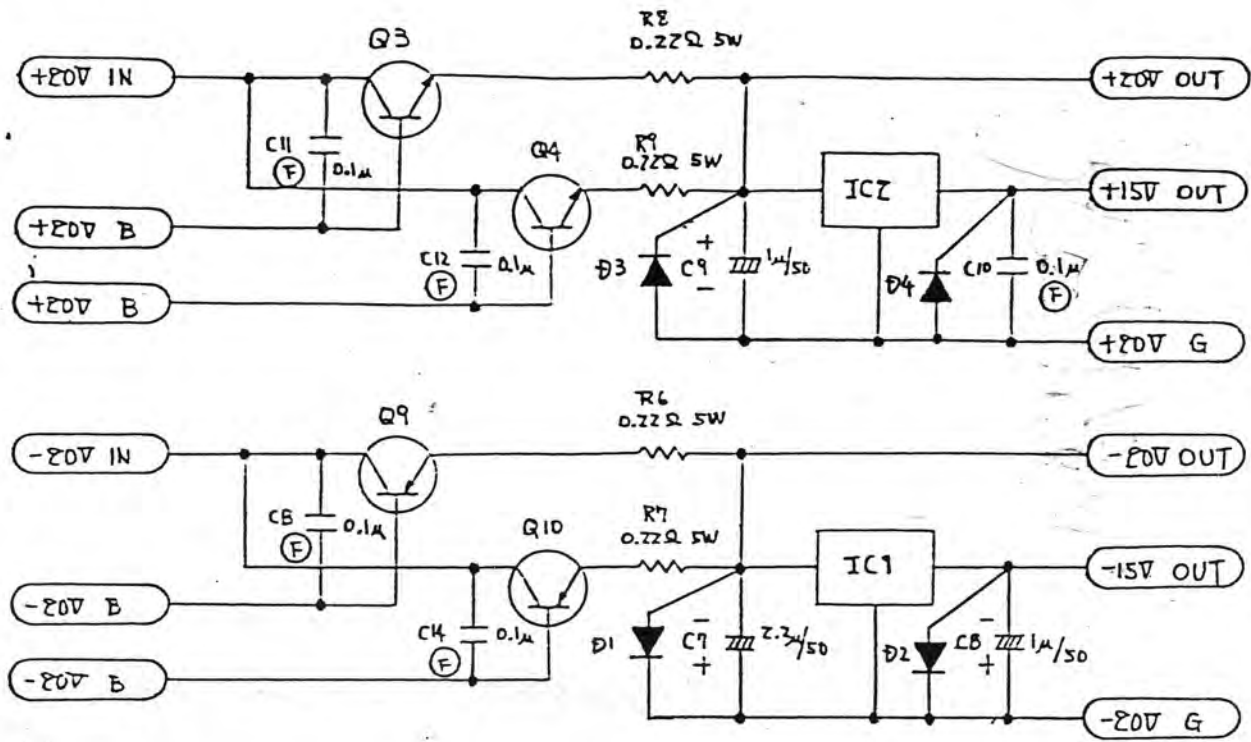 R8
0.22Ω 5W
Q3
+20V IN
+20V OUT
C11
F
0.1μ
Q4
R9
0.22Ω 5W
IC2
+15V OUT
+20V B
C12
F
0.1μ
D3
+
C9
-
1μ/50
D4
C10
0.1μ
F
+20V B
+20V G
Q9
R6
0.22Ω 5W
-20V IN
-20V OUT
0.1μ
F
Q10
R7
0.22Ω 5W
IC1
-15V OUT
-20V B
C14
F
0.1μ
D1
-
C7
+
2.2μ/50
D2
-
C8
+
1μ/50
-20V B
-20V G